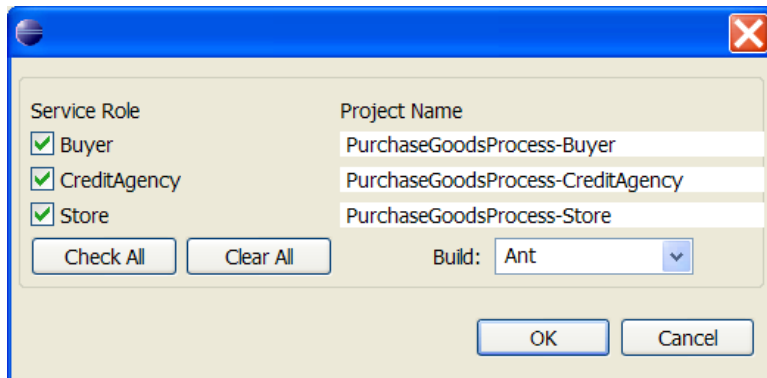 Service Role Project Name
Buyer PurchaseGoodsProcess-Buyer
CreditAgency PurchaseGoodsProcess-CreditAgency
Store PurchaseGoodsProcess-Store
Check All Clear All Build: Ant
OK Cancel